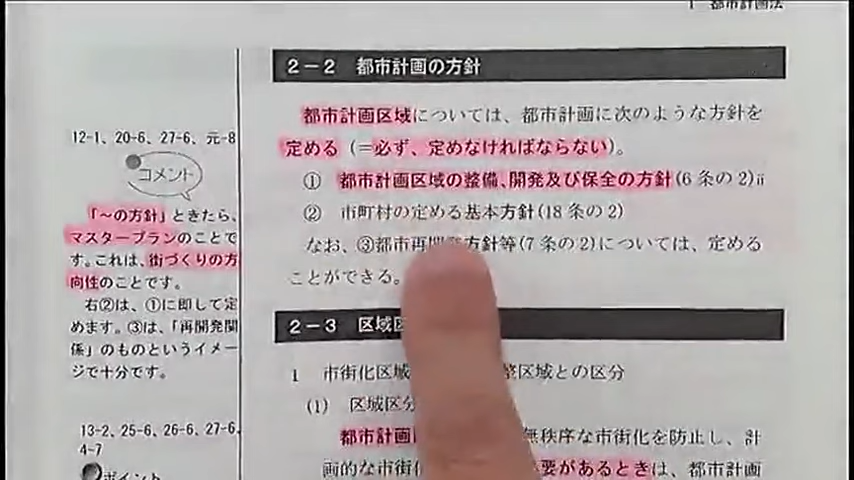 1 都市計画法
2-2 都市計画の方針
都市計画区域については、都市計画に次のような方針を
定める(=必ず、定めなければならない)。
① 都市計画区域の整備、開発及び保全の方針(6条の2)ⅱ
② 市町村の定める基本方針(18条の2)
なお、③都市再開発方針等(7条の2)については、定める
ことができる。
2-3 区域
1 市街化区域 整区域との区分
(1) 区域区分
都市計画 無秩序な市街化を防止し、計
画的な市街化 要があるときは、都市計画
12-1、20-6、27-6、元-8
コメント
「~の方針」ときたら、
マスタープランのことで
す。これは、街づくりの方
向性のことです。
右②は、①に即して定
めます。③は、「再開発関
係」のものというイメー
ジで十分です。
13-2、25-6、26-6、27-6、
4-7
ポイント